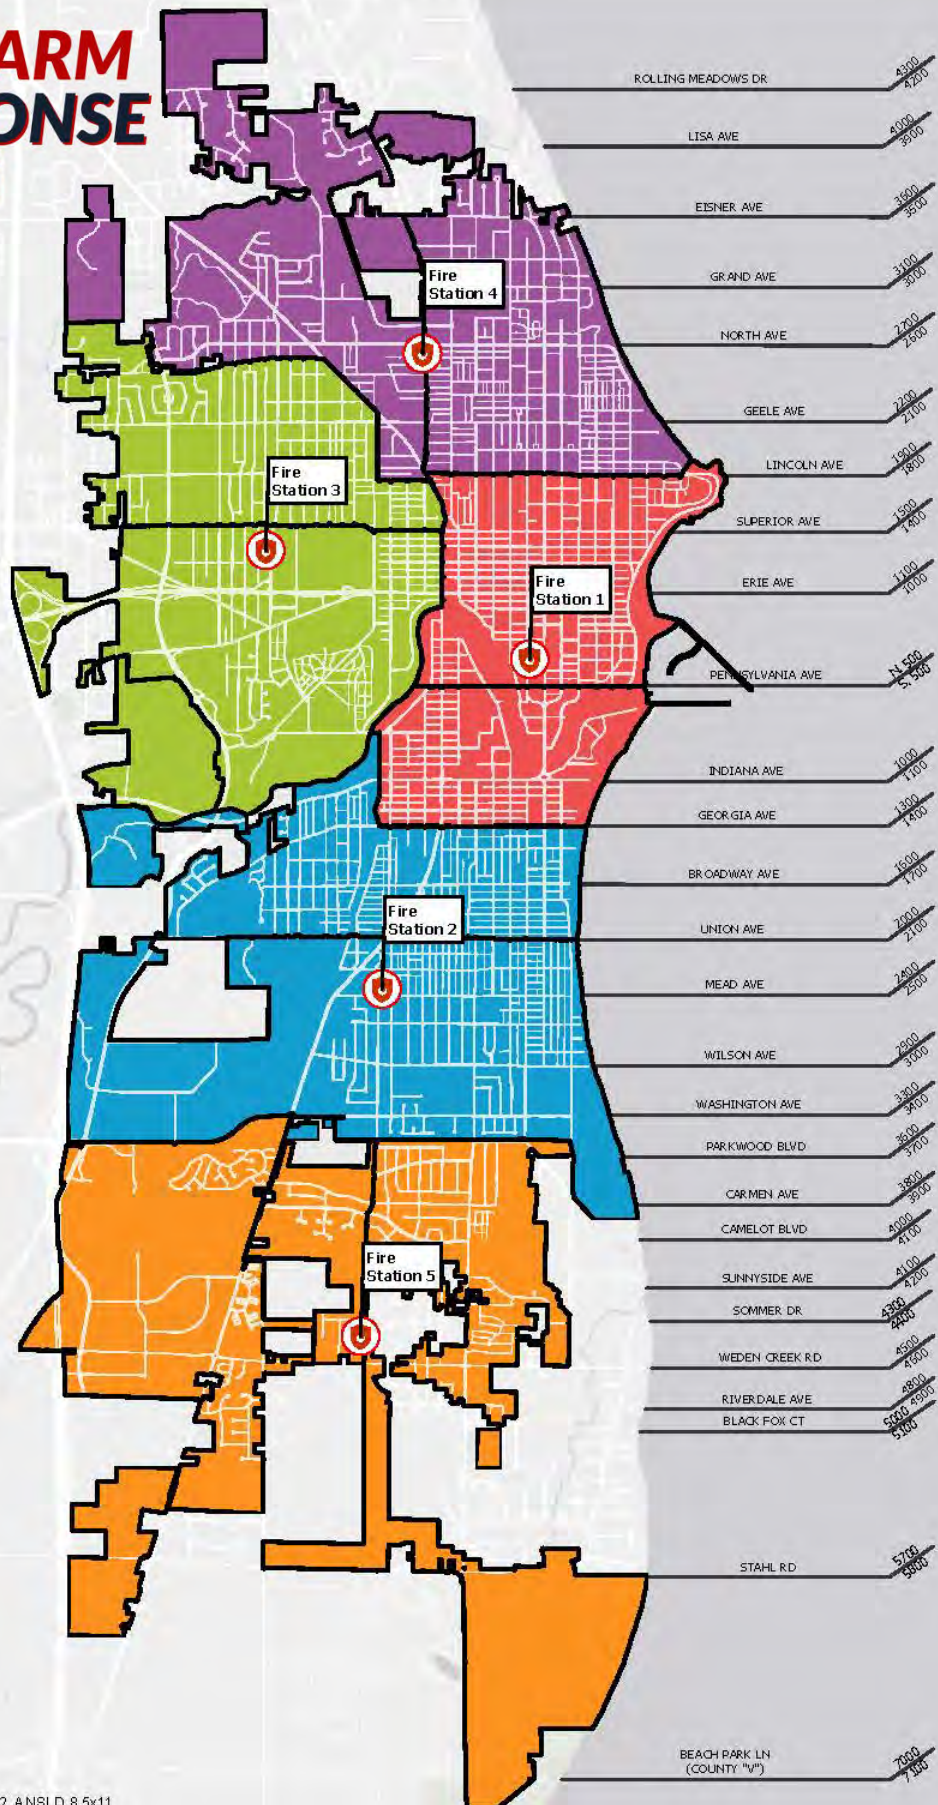 ARM
ONSE
ROLLING MEADOWS DR
4300
4200
LISA AVE
4000
3900
EISNER AVE
3600
3500
GRAND AVE
3100
3000
Fire
Station 4
NORTH AVE
2700
2600
GEELE AVE
2200
2100
LINCOLN AVE
1900
1800
Fire
Station 3
SUPERIOR AVE
1500
1400
ERIE AVE
1100
1000
Fire
Station 1
PENNSYLVANIA AVE
N. 500
S. 500
INDIANA AVE
1000
1100
GEORGIA AVE
1300
1400
BROADWAY AVE
1600
1700
Fire
Station 2
UNION AVE
2000
2100
MEAD AVE
2400
2500
WILSON AVE
2900
3000
WASHINGTON AVE
3300
3400
PARKWOOD BLVD
3600
3700
CARMEN AVE
3800
3900
CAMELOT BLVD
4000
4100
Fire
Station 5
SUNNYSIDE AVE
4100
4200
SOMMER DR
4300
4400
WEDEN CREEK RD
4500
4600
RIVERDALE AVE
4800
4900
BLACK FOX CT
5000
5100
STAHL RD
5700
5800
BEACH PARK LN
(COUNTY "V")
7000
7100
2 ANSI D 8.5x11